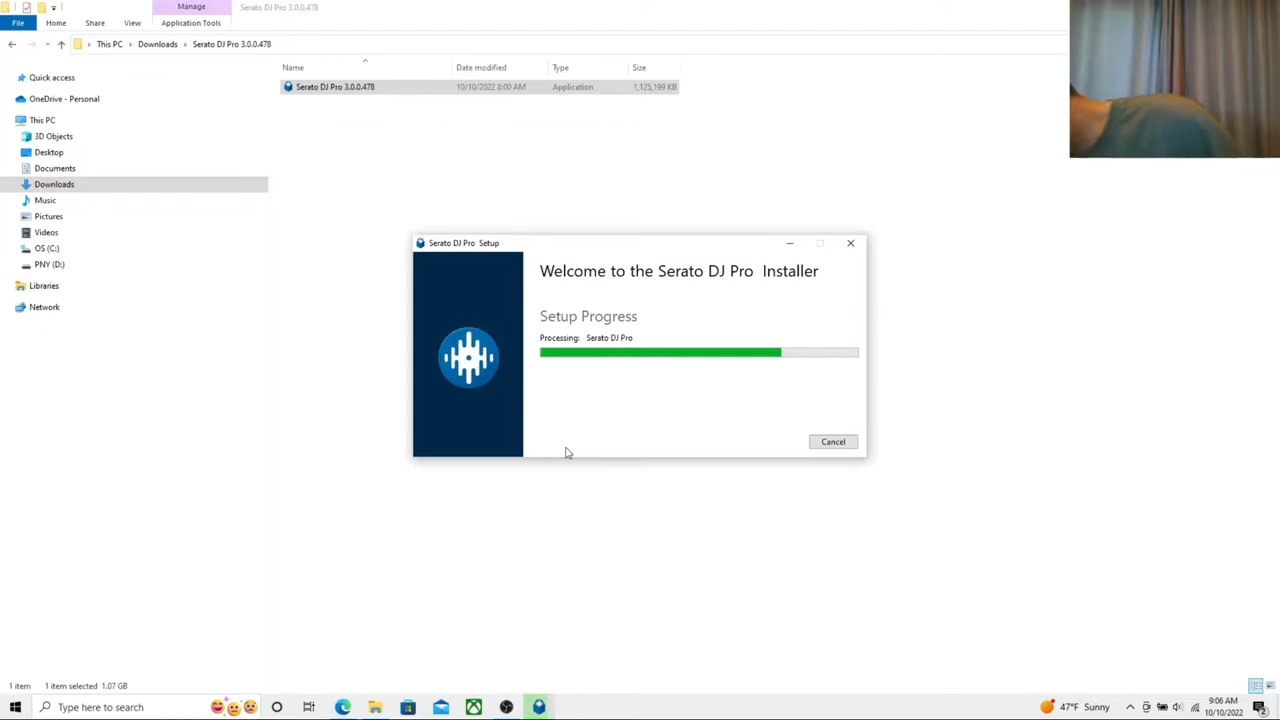 Manage
Serato DJ Pro 3.0.0.478
File
Home
Share
View
Application Tools
This PC
Downloads
Serato DJ Pro 3.0.0.478
Name
Date modified
Type
Size
Quick access
Serato DJ Pro 3.0.0.478
10/10/2022 8:00 AM
Application
1,125,199 KB
OneDrive - Personal
This PC
3D Objects
Desktop
Documents
Downloads
Music
Pictures
Videos
OS (C:)
PNY (D:)
Libraries
Network
Serato DJ Pro Setup
Welcome to the Serato DJ Pro Installer
Setup Progress
Processing: Serato DJ Pro
Cancel
1 item
1 item selected 1.07 GB
Type here to search
47°F Sunny
9:06 AM
10/10/2022
2